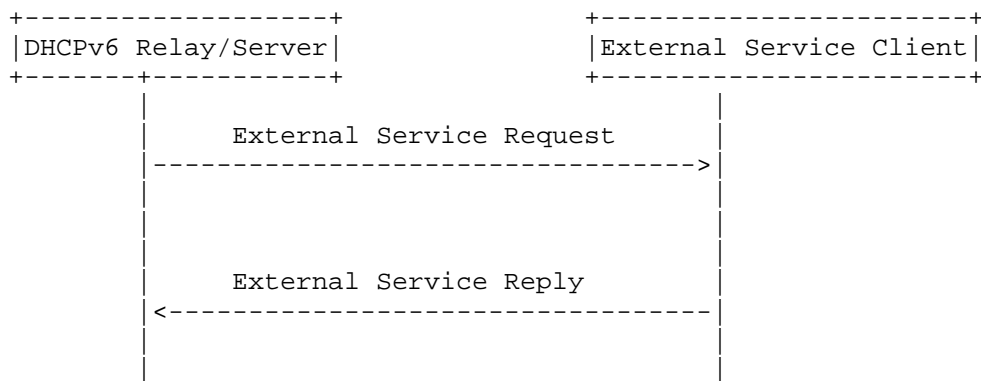 DHCPv6 Relay/Server
External Service Client
External Service Request
External Service Reply